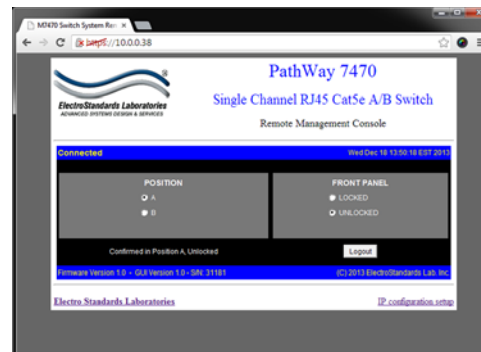 M7470 Switch System Rem
https://10.0.0.38
PathWay 7470
Single Channel RJ45 Cat5e A/B Switch
Remote Management Console
®
ElectroStandards Laboratories
ADVANCED SYSTEMS DESIGN & SERVICES
Connected
Wed Dec 18 13:50:18 EST 2013
POSITION
A
B
FRONT PANEL
LOCKED
UNLOCKED
Confirmed in Position A, Unlocked
Logout
Firmware Version 1.0 - GUI Version 1.0 - S/N: 31181
(C) 2013 ElectroStandards Lab. Inc.
Electro Standards Laboratories
IP configuration setup